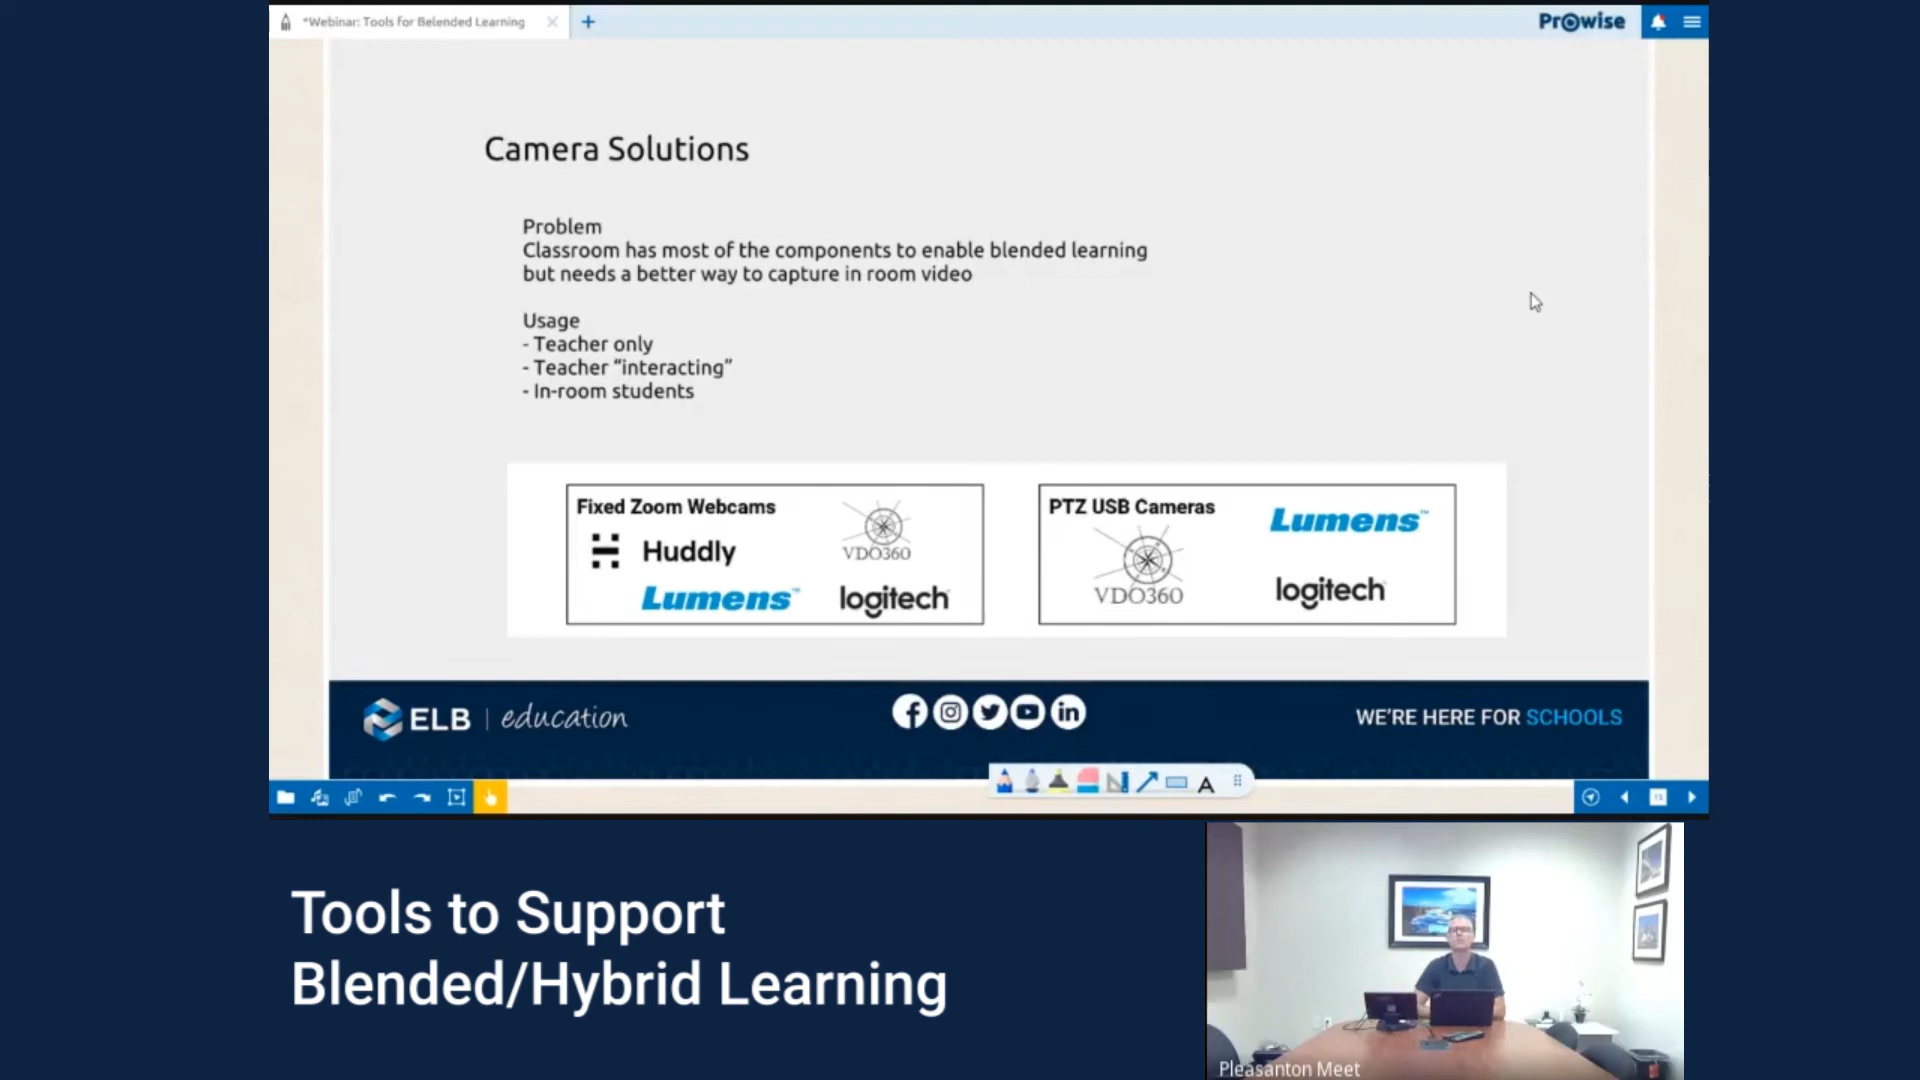 *Webinar: Tools for Belended Learning
Prowise
Camera Solutions
Problem
Classroom has most of the components to enable blended learning
but needs a better way to capture in room video
Usage
- Teacher only
- Teacher “interacting”
- In-room students
Fixed Zoom Webcams
Huddly
VDO360
Lumens™
logitech
PTZ USB Cameras
Lumens™
VDO360
logitech
ELB | education
WE'RE HERE FOR SCHOOLS
A
Tools to Support
Blended/Hybrid Learning
Pleasanton Meet